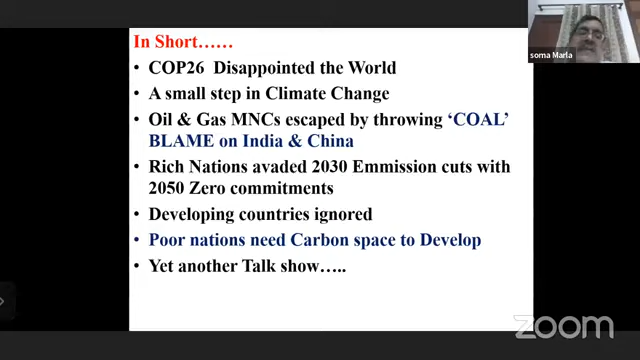 In Short……
• COP26 Disappointed the World
• A small step in Climate Change
• Oil & Gas MNCs escaped by throwing ‘COAL’
BLAME on India & China
• Rich Nations avaded 2030 Emmission cuts with
2050 Zero commitments
• Developing countries ignored
• Poor nations need Carbon space to Develop
• Yet another Talk show…..
soma Marla
zoom